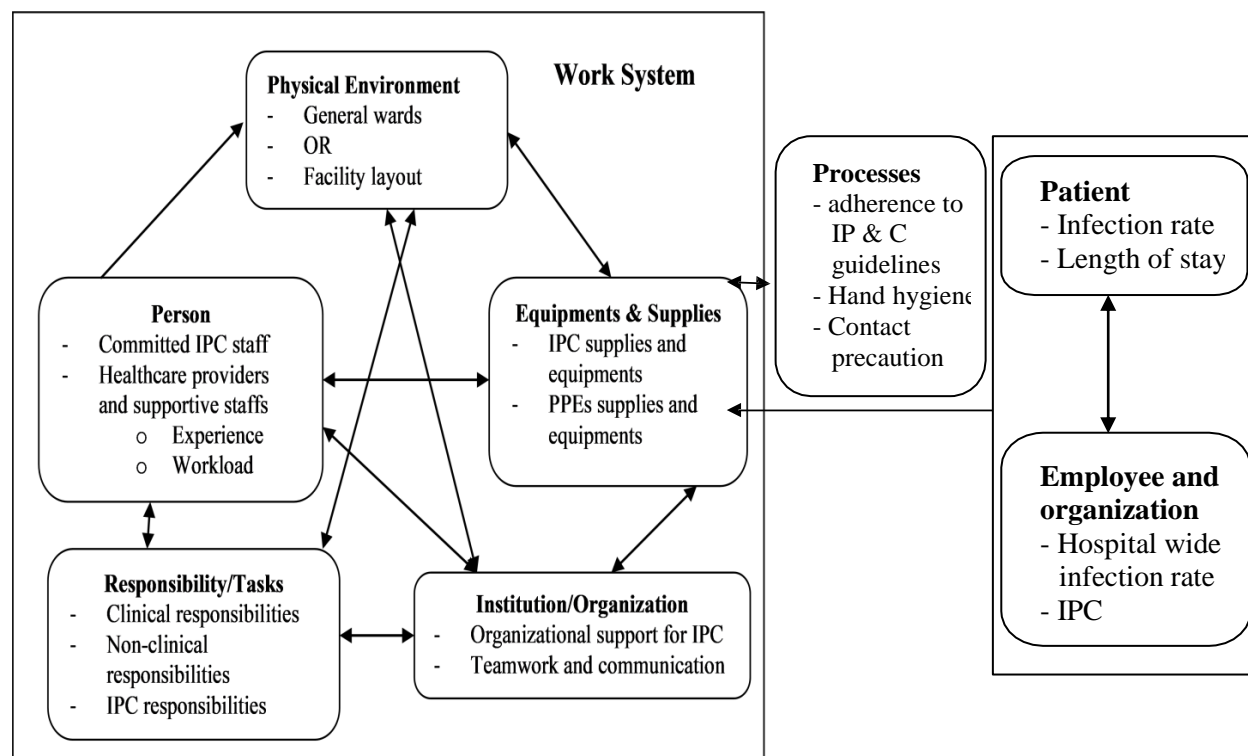 Work System
Physical Environment
- General wards
- OR
- Facility layout
Person
- Committed IPC staff
- Healthcare providers
and supportive staffs
o Experience
o Workload
Equipments & Supplies
- IPC supplies and
equipments
- PPEs supplies and
equipments
Responsibility/Tasks
- Clinical responsibilities
- Non-clinical
responsibilities
- IPC responsibilities
Institution/Organization
- Organizational support for IPC
- Teamwork and communication
Processes
- adherence to
IP & C
guidelines
- Hand hygiene
- Contact
precaution
Patient
- Infection rate
- Length of stay
Employee and
organization
- Hospital wide
infection rate
- IPC